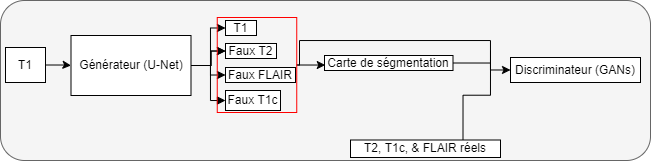 T1
Générateur (U-Net)
T1
Faux T2
Faux FLAIR
Faux T1c
Carte de ségmentation
Discriminateur (GANs)
T2, T1c, & FLAIR réels